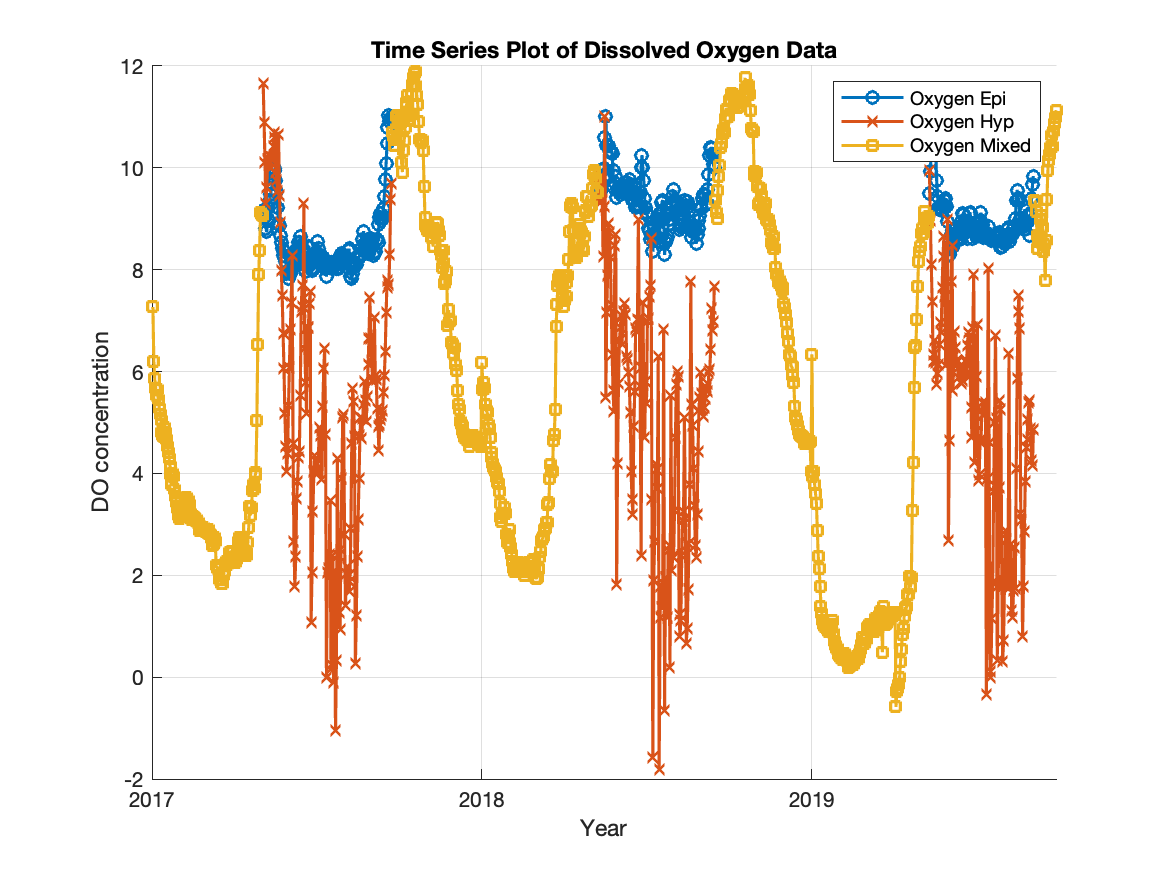 Time Series Plot of Dissolved Oxygen Data
12
10
8
6
4
2
0
-2
DO concentration
Oxygen Epi
Oxygen Hyp
Oxygen Mixed
2017
2018
2019
Year